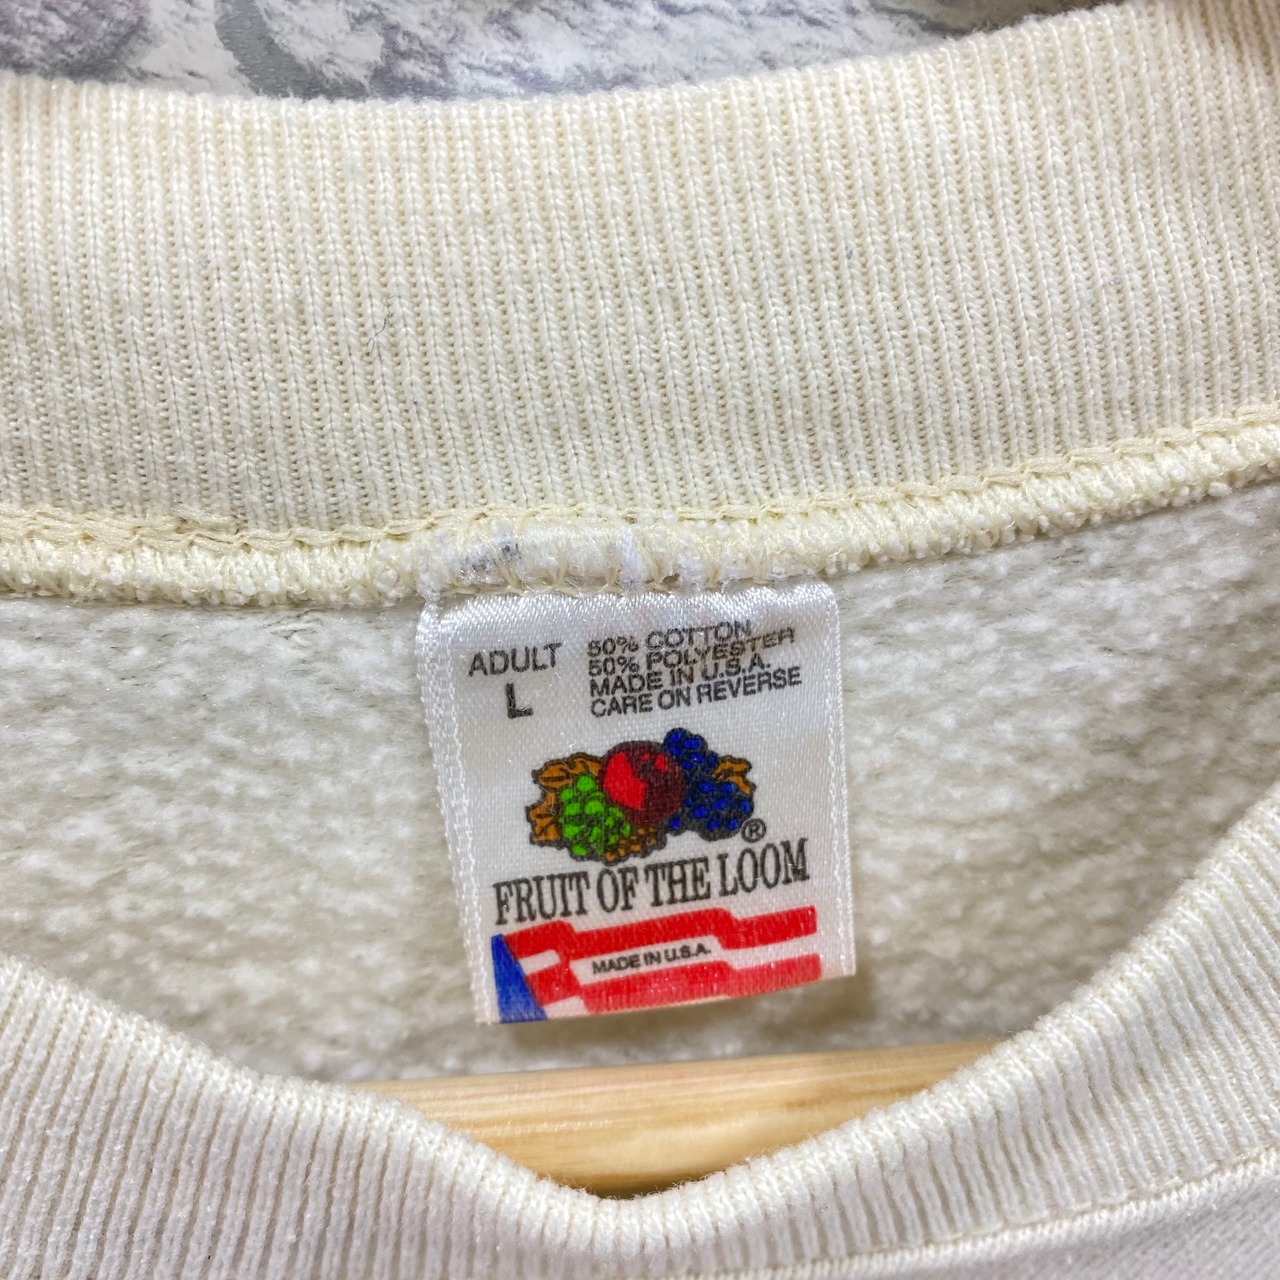 ADULT
L
50% COTTON
50% POLYESTER
MADE IN U.S.A.
CARE ON REVERSE
®
FRUIT OF THE LOOM
MADE IN U.S.A.